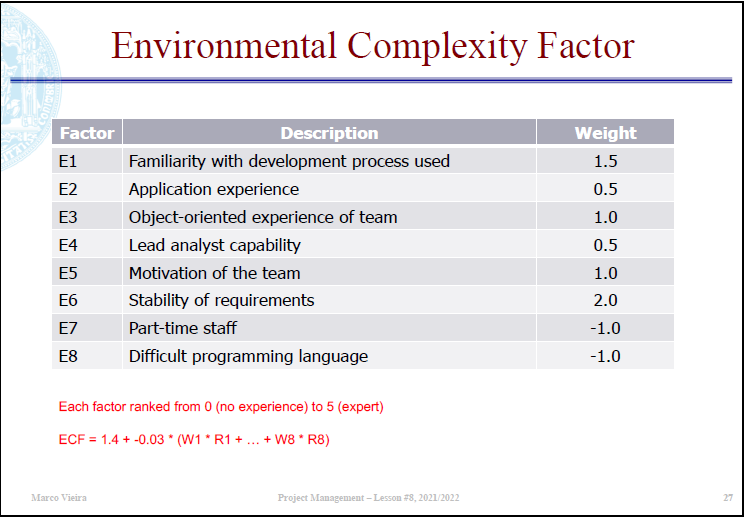 Environmental Complexity Factor
Factor Description Weight
E1 Familiarity with development process used 1.5
E2 Application experience 0.5
E3 Object-oriented experience of team 1.0
E4 Lead analyst capability 0.5
E5 Motivation of the team 1.0
E6 Stability of requirements 2.0
E7 Part-time staff -1.0
E8 Difficult programming language -1.0
Each factor ranked from 0 (no experience) to 5 (expert)
ECF = 1.4 + -0.03 * (W1 * R1 + … + W8 * R8)
Marco Vieira Project Management – Lesson #8, 2021/2022 27